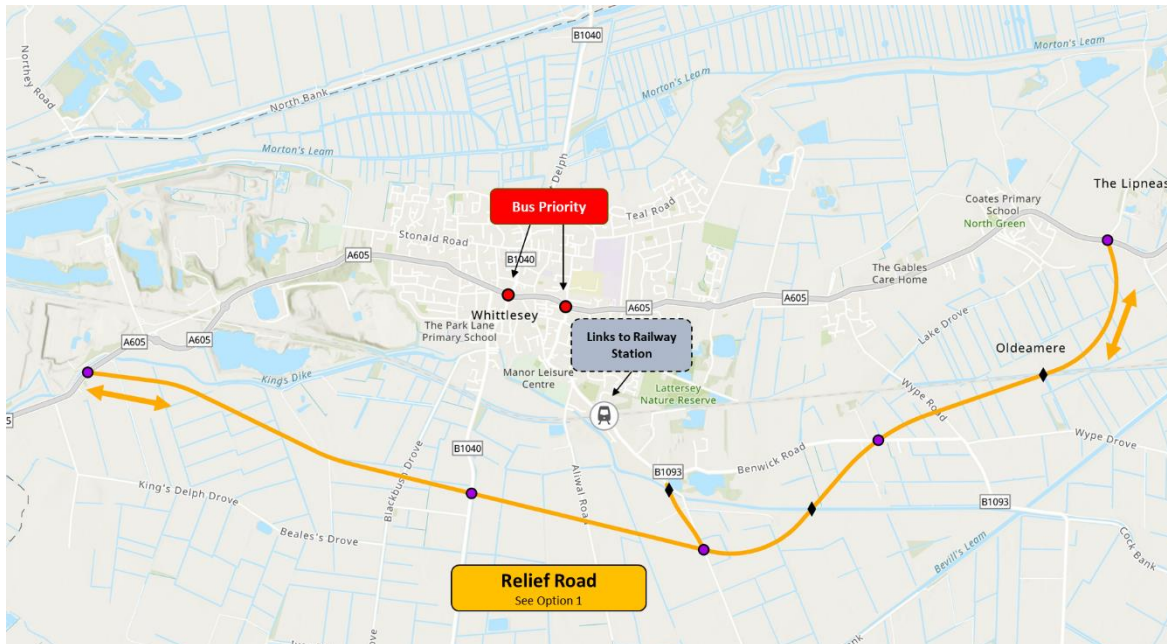 B1040
Morton's Leam
Northey Road
North Bank
Morton's Leam
Morton's Leam
Delph
The Lipneas
Coates Primary
School
North Green
Bus Priority
Teal Road
Stonald Road
B1040
A605
The Gables
Care Home
A605
A605
Whittlesey
The Park Lane
Primary School
Links to Railway
Station
Lake Drove
Oldeamere
A605
A605
King's Dike
Manor Leisure
Centre
Lattersey
Nature Reserve
Wype Road
5
Wype Drove
B1040
Benwick Road
Blackbush Drove
Aliwal Road
B1093
King's Delph Drove
B1093
Beales's Drove
Bevill's Leam
Cock Bank
Relief Road
See Option 1